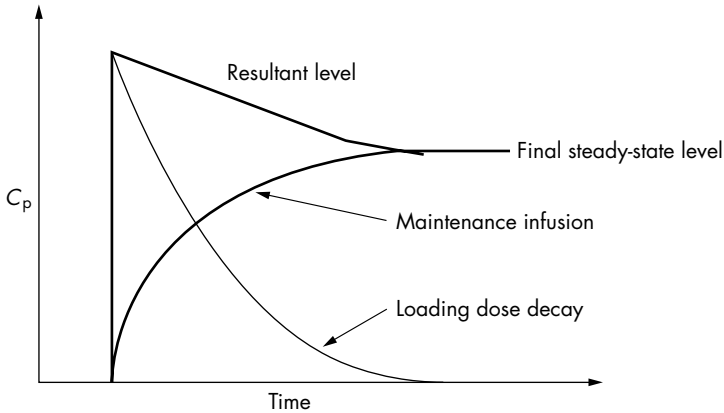 Resultant level
Final steady-state level
Cp
Maintenance infusion
Loading dose decay
Time